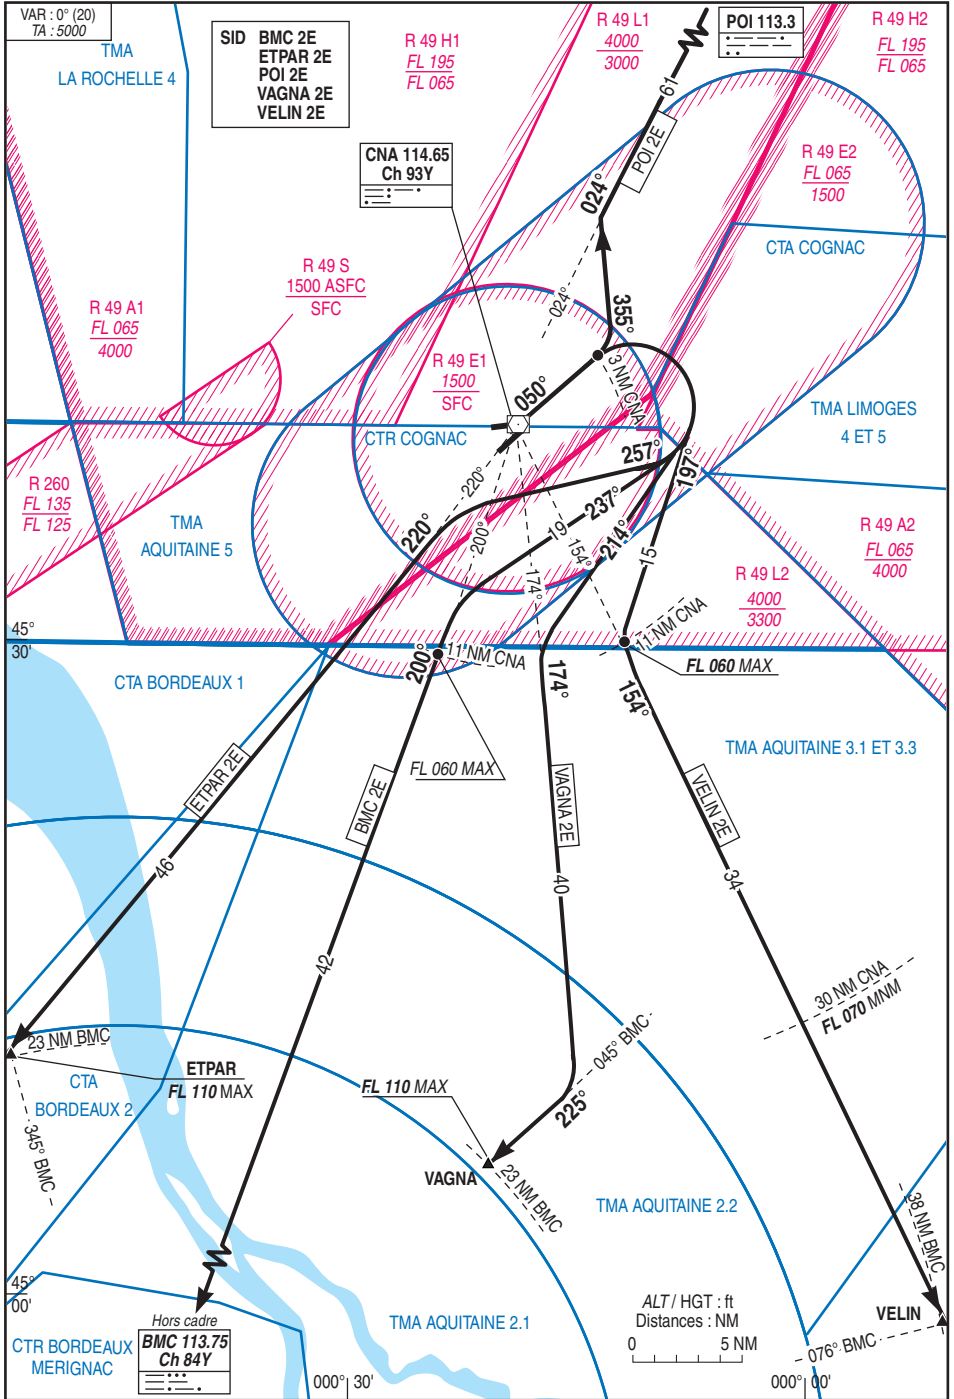 VAR : 0° (20)
TA : 5000
TMA
LA ROCHELLE 4
SID BMC 2E
ETPAR 2E
POI 2E
VAGNA 2E
VELIN 2E
R 49 H1
FL 195
FL 065
R 49 L1
4000
3000
POI 113.3
R 49 H2
FL 195
FL 065
61
POI 2E
CNA 114.65
Ch 93Y
R 49 E2
FL 065
1500
024°
CTA COGNAC
R 49 S
1500 ASFC
SFC
024°
355°
R 49 A1
FL 065
4000
R 49 E1
1500
SFC
3 NM CNA
050°
TMA LIMOGES
4 ET 5
CTR COGNAC
257°
197°
R 260
FL 135
FL 125
220°
237°
TMA
AQUITAINE 5
220°
200°
19
154°
214°
15
R 49 A2
FL 065
4000
174°
R 49 L2
4000
3300
45°
30'
11 NM CNA
11 NM CNA
200°
FL 060 MAX
CTA BORDEAUX 1
174°
154°
TMA AQUITAINE 3.1 ET 3.3
FL 060 MAX
ETPAR 2E
BMC 2E
VAGNA 2E
VELIN 2E
46
40
34
42
30 NM CNA
FL 070 MNM
23 NM BMC
045° BMC
ETPAR
FL 110 MAX
CTA
BORDEAUX 2
FL 110 MAX
225°
345° BMC
VAGNA
23 NM BMC
TMA AQUITAINE 2.2
38 NM BMC
45°
00'
Hors cadre
BMC 113.75
Ch 84Y
CTR BORDEAUX
MERIGNAC
TMA AQUITAINE 2.1
ALT / HGT : ft
Distances : NM
0 5 NM
VELIN
076° BMC
000° 30'
000° 00'